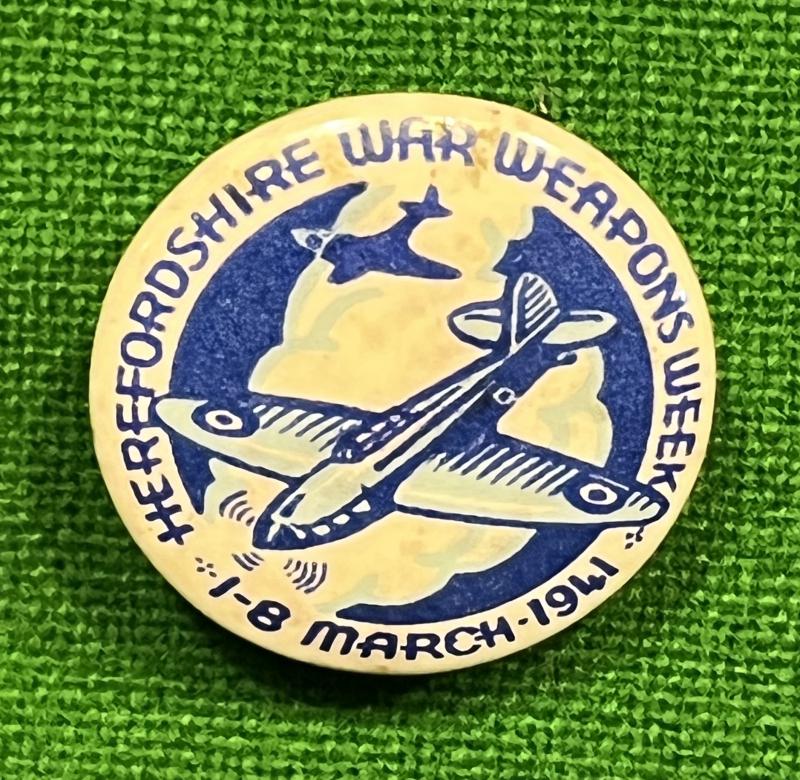 HEREFORDSHIRE WAR WEAPONS WEEK
1-8 MARCH-1941